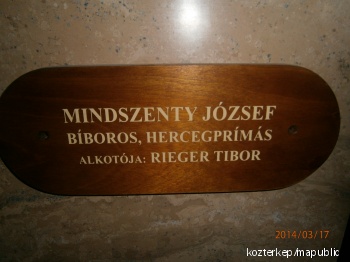 MINDSZENTY JÓZSEF
BÍBOROS, HERCEGPRÍMÁS
ALKOTÓJA: RIEGER TIBOR
2014/03/17
kozterkep/mapublic